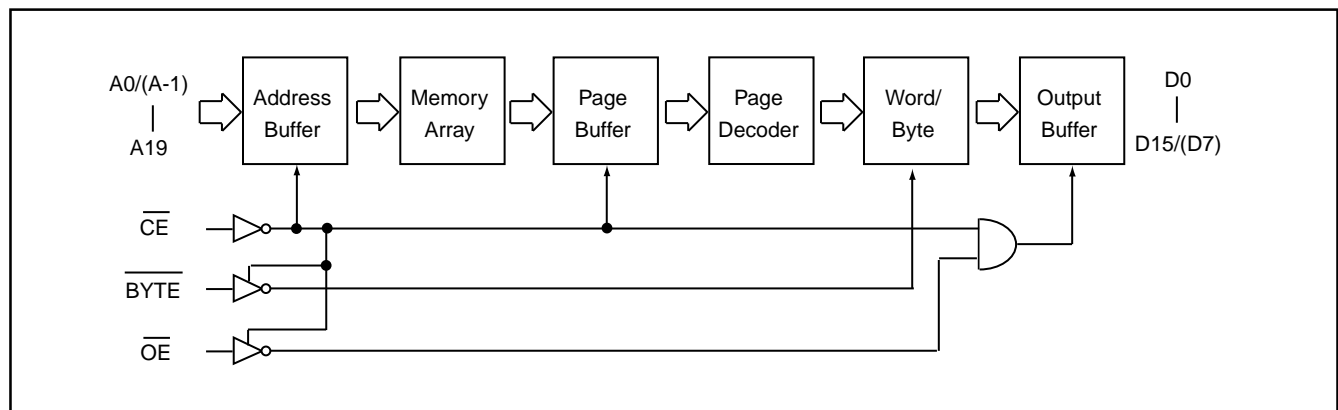 A0/(A-1)
A19
Address
Buffer
Memory
Array
Page
Buffer
Page
Decoder
Word/
Byte
Output
Buffer
D0
D15/(D7)
CE
BYTE
OE